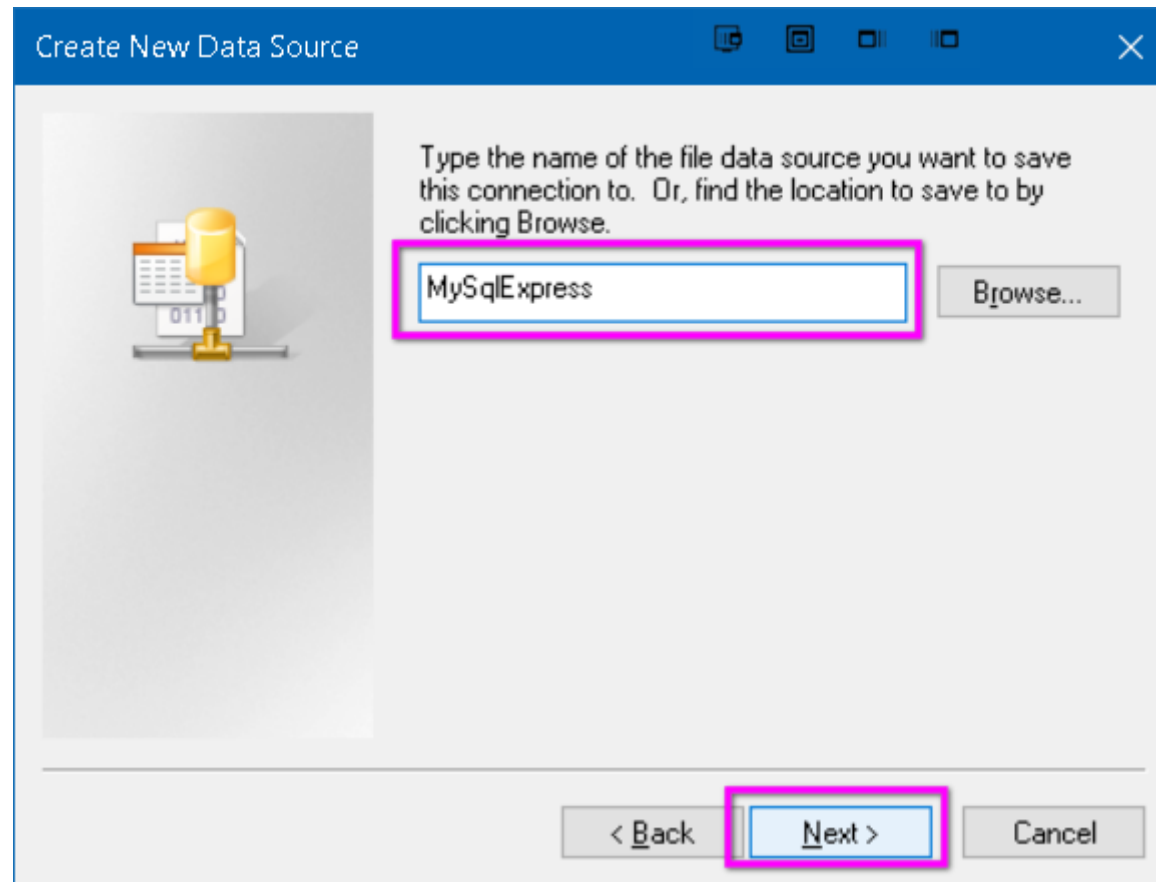 Create New Data Source
Type the name of the file data source you want to save
this connection to.  Or, find the location to save to by
clicking Browse.
MySqlExpress
Browse...
< Back
Next >
Cancel